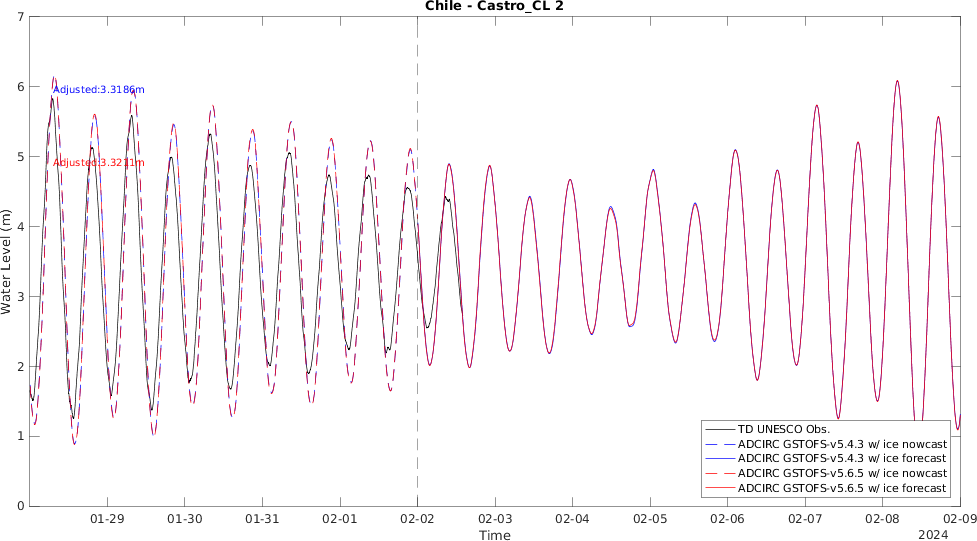 Chile - Castro_CL 2
Water Level (m)
7
6
5
4
3
2
1
0
Adjusted:3.3186m
Adjusted:3.3211m
TD UNESCO Obs.
ADCIRC GSTOFS-v5.4.3 w/ ice nowcast
ADCIRC GSTOFS-v5.4.3 w/ ice forecast
ADCIRC GSTOFS-v5.6.5 w/ ice nowcast
ADCIRC GSTOFS-v5.6.5 w/ ice forecast
01-29 01-30 01-31 02-01 02-02 02-03 02-04 02-05 02-06 02-07 02-08 02-09
Time
2024